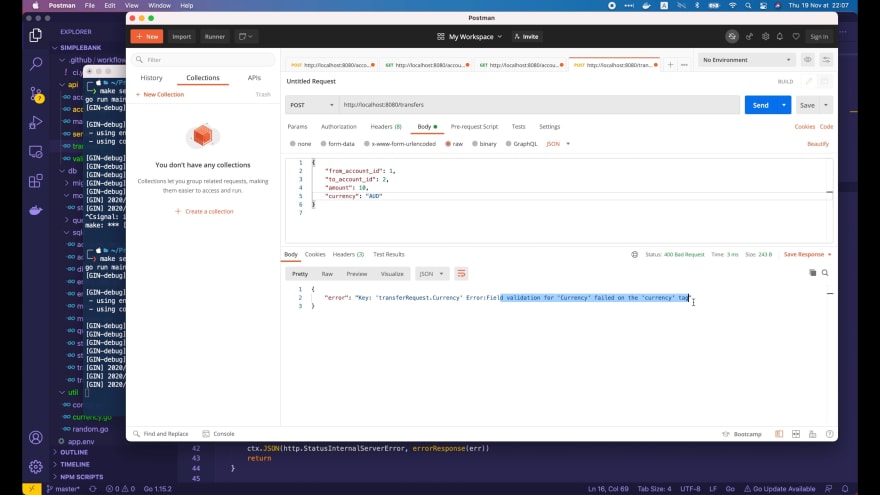 Postman File Edit View Window Help
Thu 19 Nov at 22:07
Postman
EXPLORER
SIMPLEBANK
.github / workflow
api
db
util
random.go
app.env
OUTLINE
TIMELINE
NPM SCRIPTS
make se
go run main
[GIN-debug]
- using en
- using co
[GIN-debug]
[GIN-debug]
[GIN-debug]
[GIN-debug]
[GIN-debug]
[GIN] 2020/
[GIN] 2020/
^Csignal: i
make: *** [
make se
go run main
[GIN-debug]
- using en
- using co
[GIN-debug]
[GIN-debug]
[GIN-debug]
[GIN-debug]
[GIN-debug]
[GIN] 2020/
[GIN] 2020/
[GIN] 2020/
+ New Import Runner My Workspace Invite Sign In
Filter
History Collections APIs
+ New Collection Trash
You don't have any collections
Collections let you group related requests, making
them easier to access and run.
+ Create a collection
POST http://localhost:8080/acco...
GET http://localhost:8080/accou...
GET http://localhost:8080/accou...
POST http://localhost:8080/tran...
No Environment
Untitled Request BUILD
POST http://localhost:8080/transfers Send Save
Params Authorization Headers (8) Body Pre-request Script Tests Settings Cookies Code
none form-data x-www-form-urlencoded raw binary GraphQL JSON Beautify
1 {
2 "from_account_id": 1,
3 "to_account_id": 2,
4 "amount": 10,
5 "currency": "AUD"
6 }
7
Body Cookies Headers (3) Test Results Status: 400 Bad Request Time: 3 ms Size: 243 B Save Response
Pretty Raw Preview Visualize JSON
1 {
2 "error": "Key: 'transferRequest.Currency' Error:Field validation for 'Currency' failed on the 'currency' tag"
3 }
Find and Replace Console Bootcamp
42 ctx.JSON(http.StatusInternalServerError, errorResponse(err))
43 return
44 }
45
master* 0 0 Go 1.15.2 Ln 16, Col 69 Tab Size: 4 UTF-8 LF Go Go Update Available